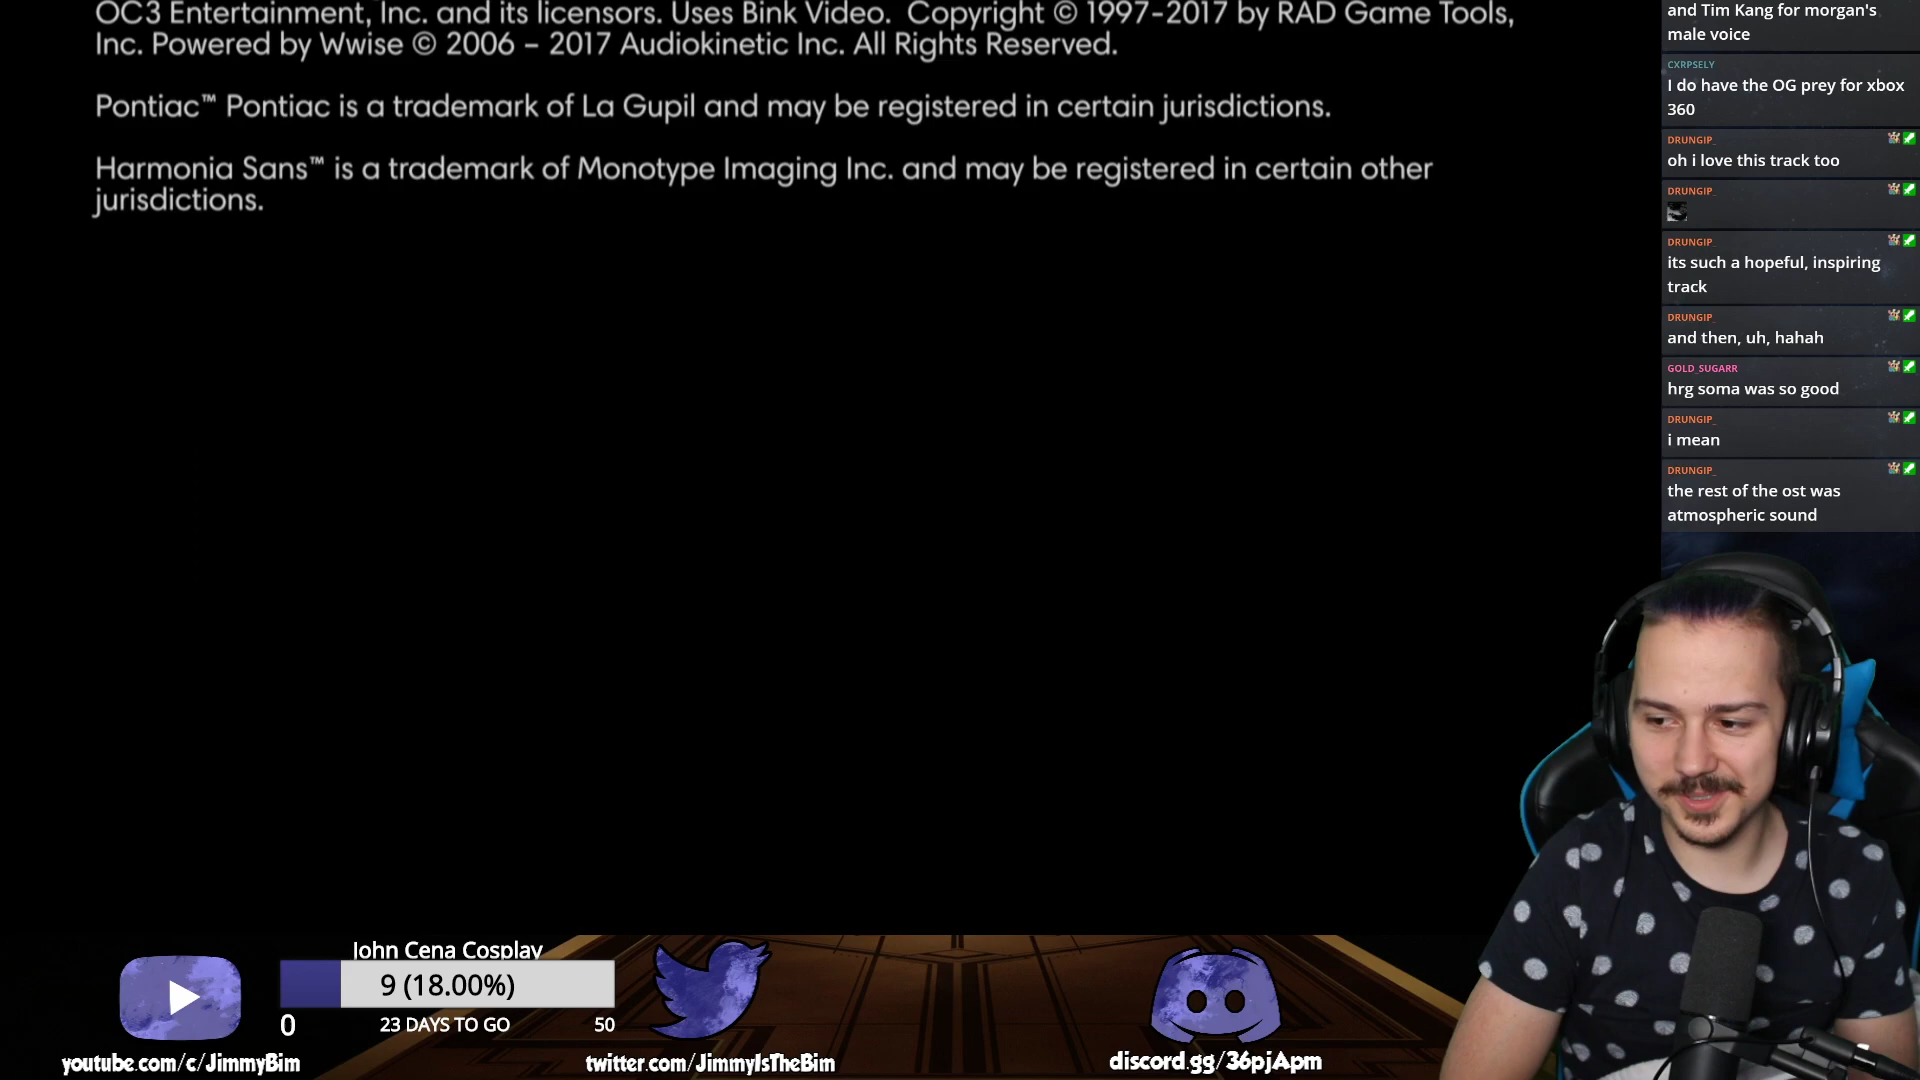 OC3 Entertainment, Inc. and its licensors. Uses Bink Video.  Copyright © 1997-2017 by RAD Game Tools,
Inc. Powered by Wwise © 2006 – 2017 Audiokinetic Inc. All Rights Reserved.
Pontiac™ Pontiac is a trademark of La Gupil and may be registered in certain jurisdictions.
Harmonia Sans™ is a trademark of Monotype Imaging Inc. and may be registered in certain other
jurisdictions.
and Tim Kang for morgan's
male voice
CXRPSELY
I do have the OG prey for xbox
360
DRUNGIP_
oh i love this track too
DRUNGIP_
DRUNGIP_
its such a hopeful, inspiring
track
DRUNGIP_
and then, uh, hahah
GOLD_SUGARR
hrg soma was so good
DRUNGIP_
i mean
DRUNGIP_
the rest of the ost was
atmospheric sound
John Cena Cosplay
9 (18.00%)
0 23 DAYS TO GO 50
youtube.com/c/JimmyBim
twitter.com/JimmyIsTheBim
discord.gg/36pjApm